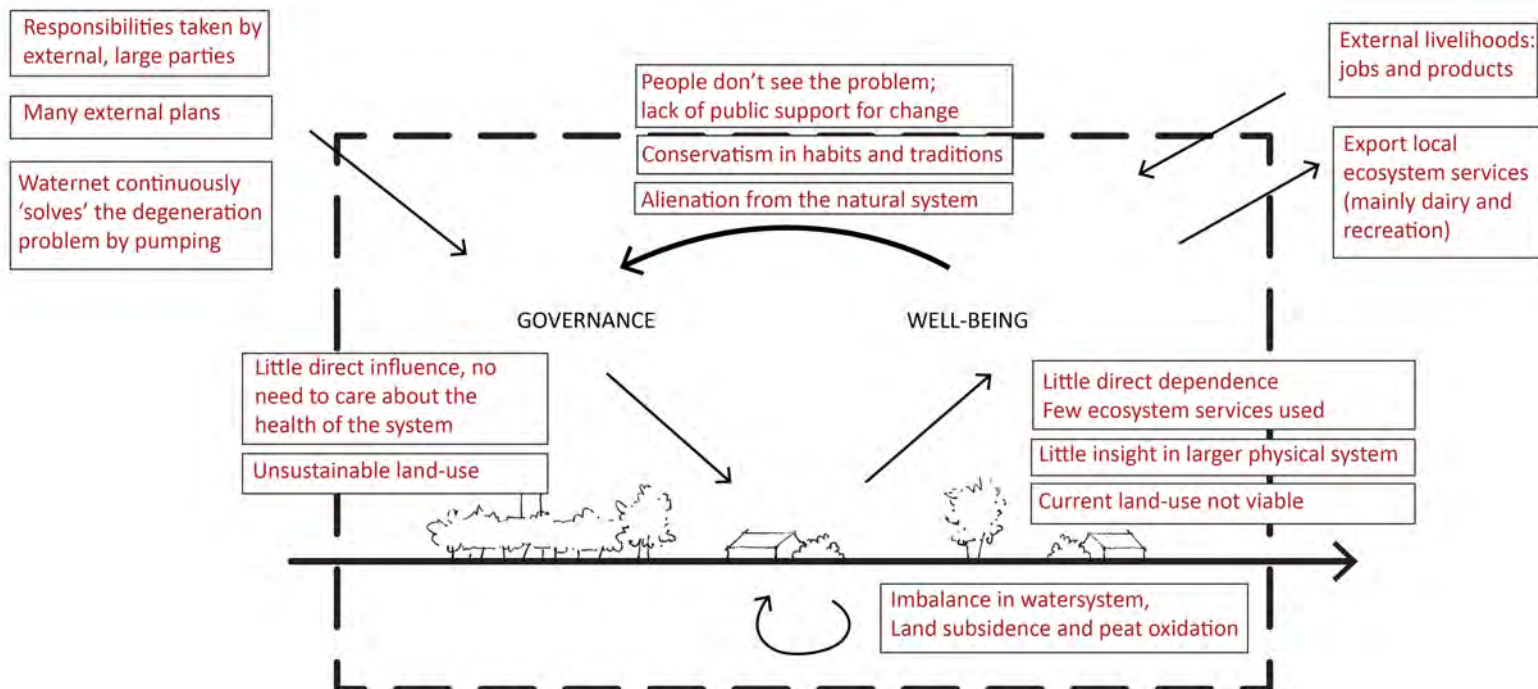 Responsibilities taken by
external, large parties
Many external plans
Waternet continuously
‘solves’ the degeneration
problem by pumping
People don’t see the problem;
lack of public support for change
Conservatism in habits and traditions
Alienation from the natural system
External livelihoods:
jobs and products
Export local
ecosystem services
(mainly dairy and
recreation)
GOVERNANCE
WELL-BEING
Little direct influence, no
need to care about the
health of the system
Unsustainable land-use
Little direct dependence
Few ecosystem services used
Little insight in larger physical system
Current land-use not viable
Imbalance in watersystem,
Land subsidence and peat oxidation